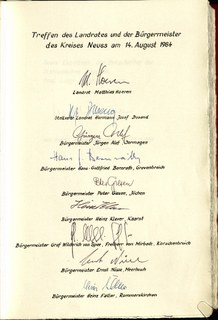 Treffen des Landrates und der Bürgermeister
des Kreises Neuss am 14. August 1984
Landrat Matthias Hoeren
Stellv. Landrat Hermann Josef Dusend
Bürgermeister Jürgen Alef Dormagen
Bürgermeister Hans-Gottfried Bernrath, Grevenbroich
Bürgermeister Peter Giesen, Jüchen
Bürgermeister Heinz Klever, Kaarst
Bürgermeister Graf Wilderich von Spee, Freiherr von Mirbach, Korschenbroich
Bürgermeister Ernst Nüse, Meerbusch
Bürgermeister Heinz Faller, Rommerskirchen